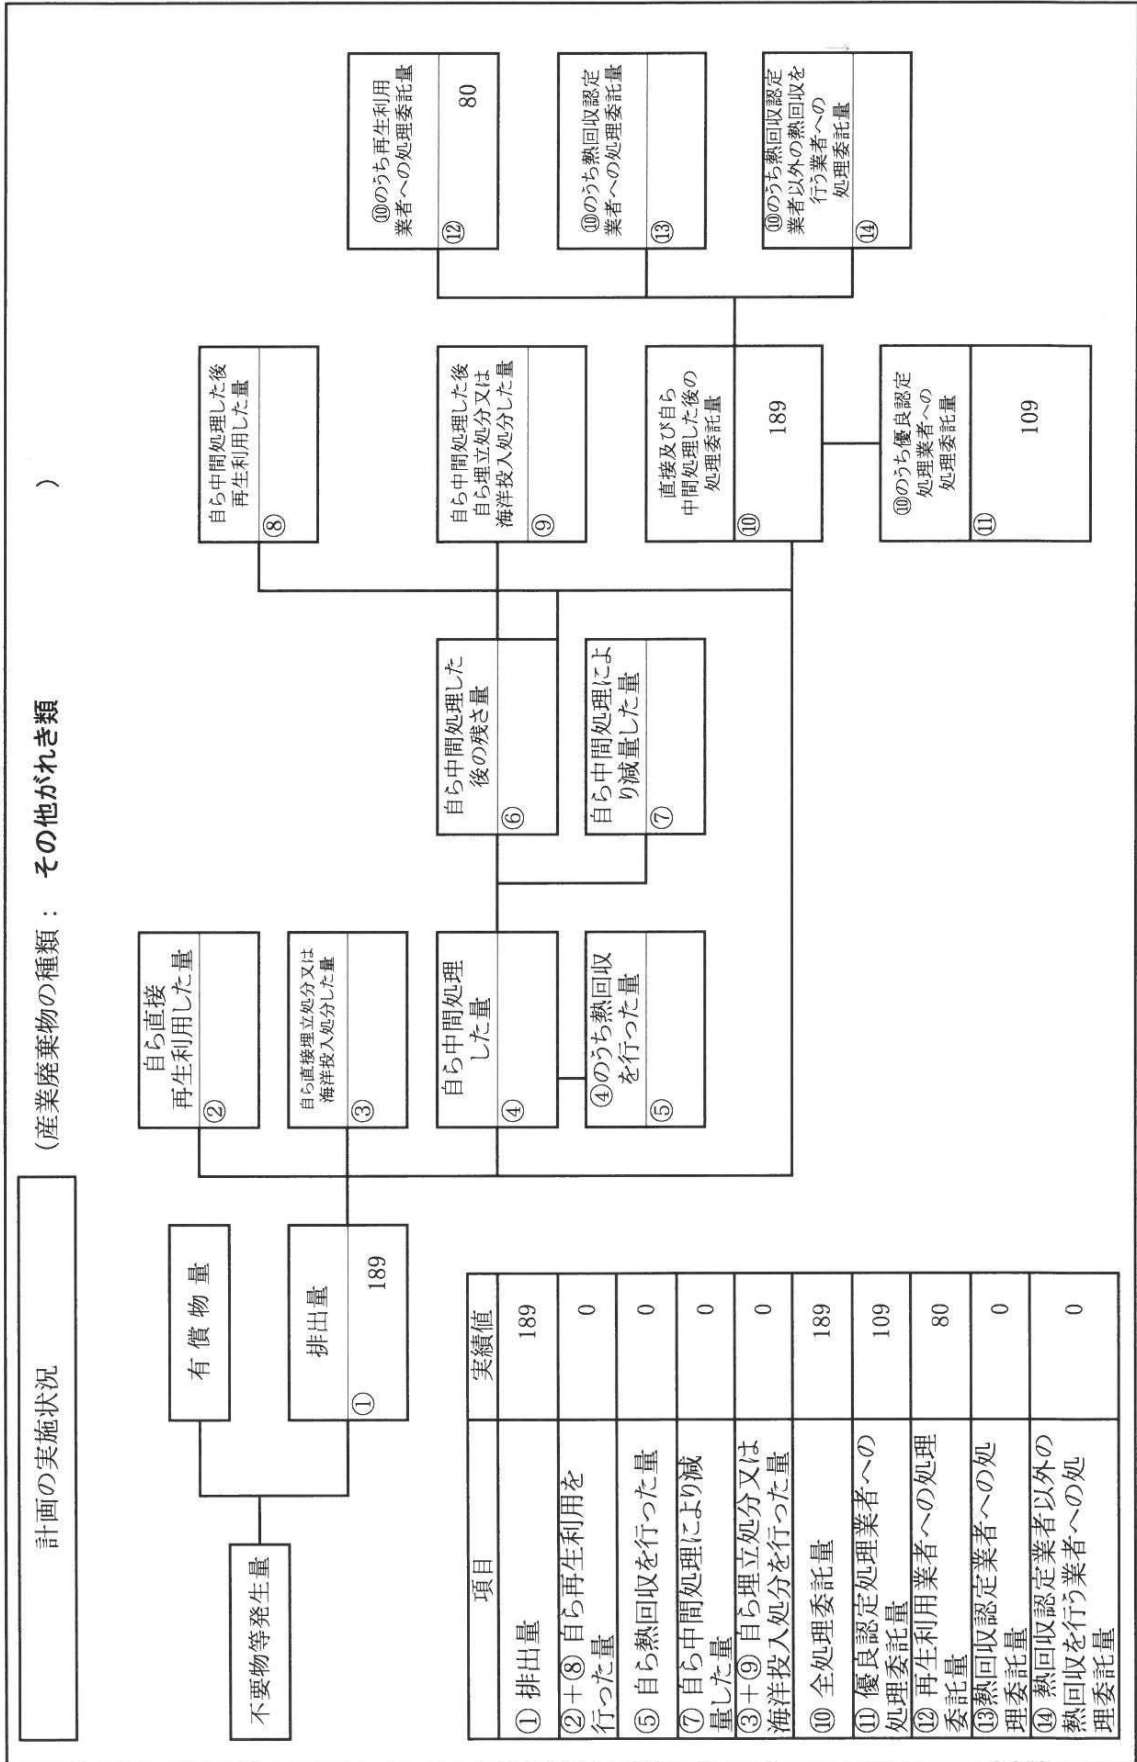 計画の実施状況
(産業廃棄物の種類： その他がれき類 )
不要物等発生量
有償物量
排出量
① 189
自ら直接
再生利用した量
②
自ら直接埋立処分又は
海洋投入処分した量
③
自ら中間処理
した量
④
④のうち熱回収
を行った量
⑤
自ら中間処理した
後の残さ量
⑥
自ら中間処理によ
り減量した量
⑦
自ら中間処理した後
再生利用した量
⑧
自ら中間処理した後
自ら埋立処分又は
海洋投入処分した量
⑨
直接及び自ら
中間処理した後の
処理委託量
⑩ 189
⑩のうち優良認定
処理業者への
処理委託量
⑪ 109
⑩のうち再生利用
業者への処理委託量
⑫ 80
⑩のうち熱回収認定
業者への処理委託量
⑬
⑩のうち熱回収認定
業者以外の熱回収を
行う業者への
処理委託量
⑭
項目 実績値
① 排出量 189
②+⑧ 自ら再生利用を
行った量 0
⑤ 自ら熱回収を行った量 0
⑦ 自ら中間処理により減
量した量 0
③+⑨ 自ら埋立処分又は
海洋投入処分を行った量 0
⑩ 全処理委託量 189
⑪ 優良認定処理業者への
処理委託量 109
⑫ 再生利用業者への処理
委託量 80
⑬熱回収認定業者への処
理委託量 0
⑭ 熱回収認定業者以外の
熱回収を行う業者への処
理委託量 0